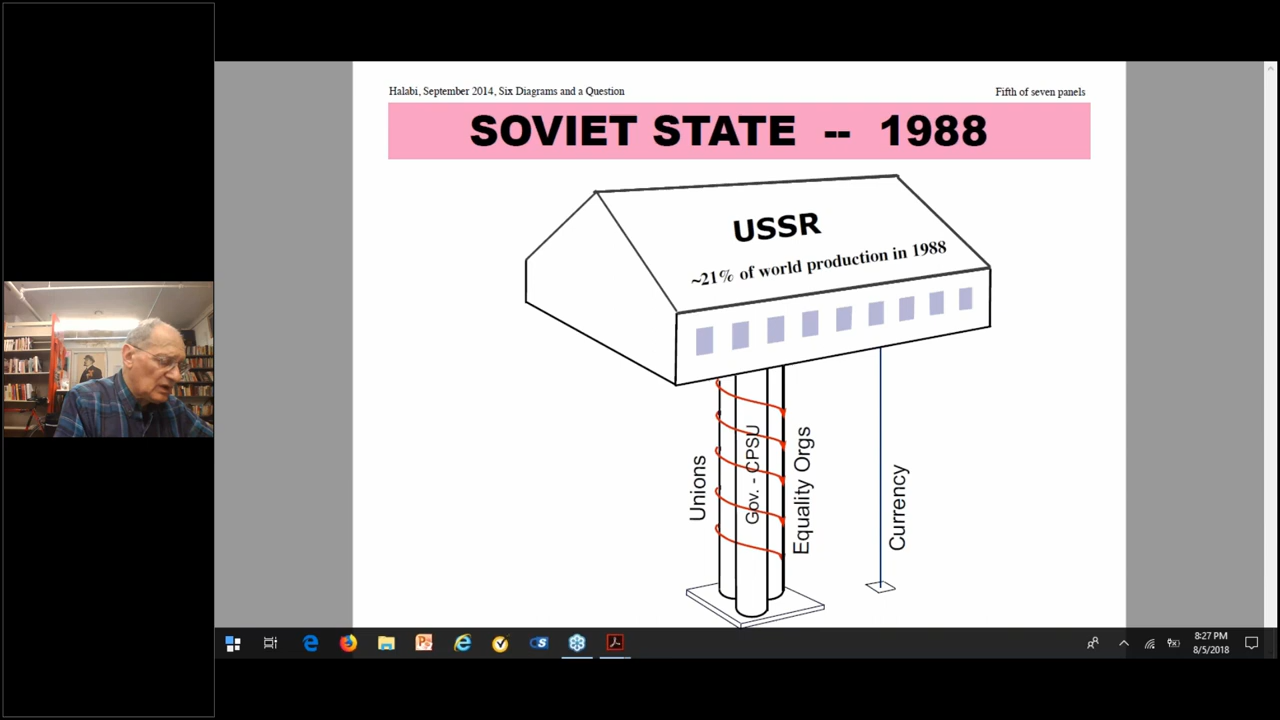 Halabi, September 2014, Six Diagrams and a Question
Fifth of seven panels
SOVIET STATE -- 1988
USSR
~21% of world production in 1988
Unions
Gov. - CPSU
Equality Orgs
Currency
8:27 PM
8/5/2018